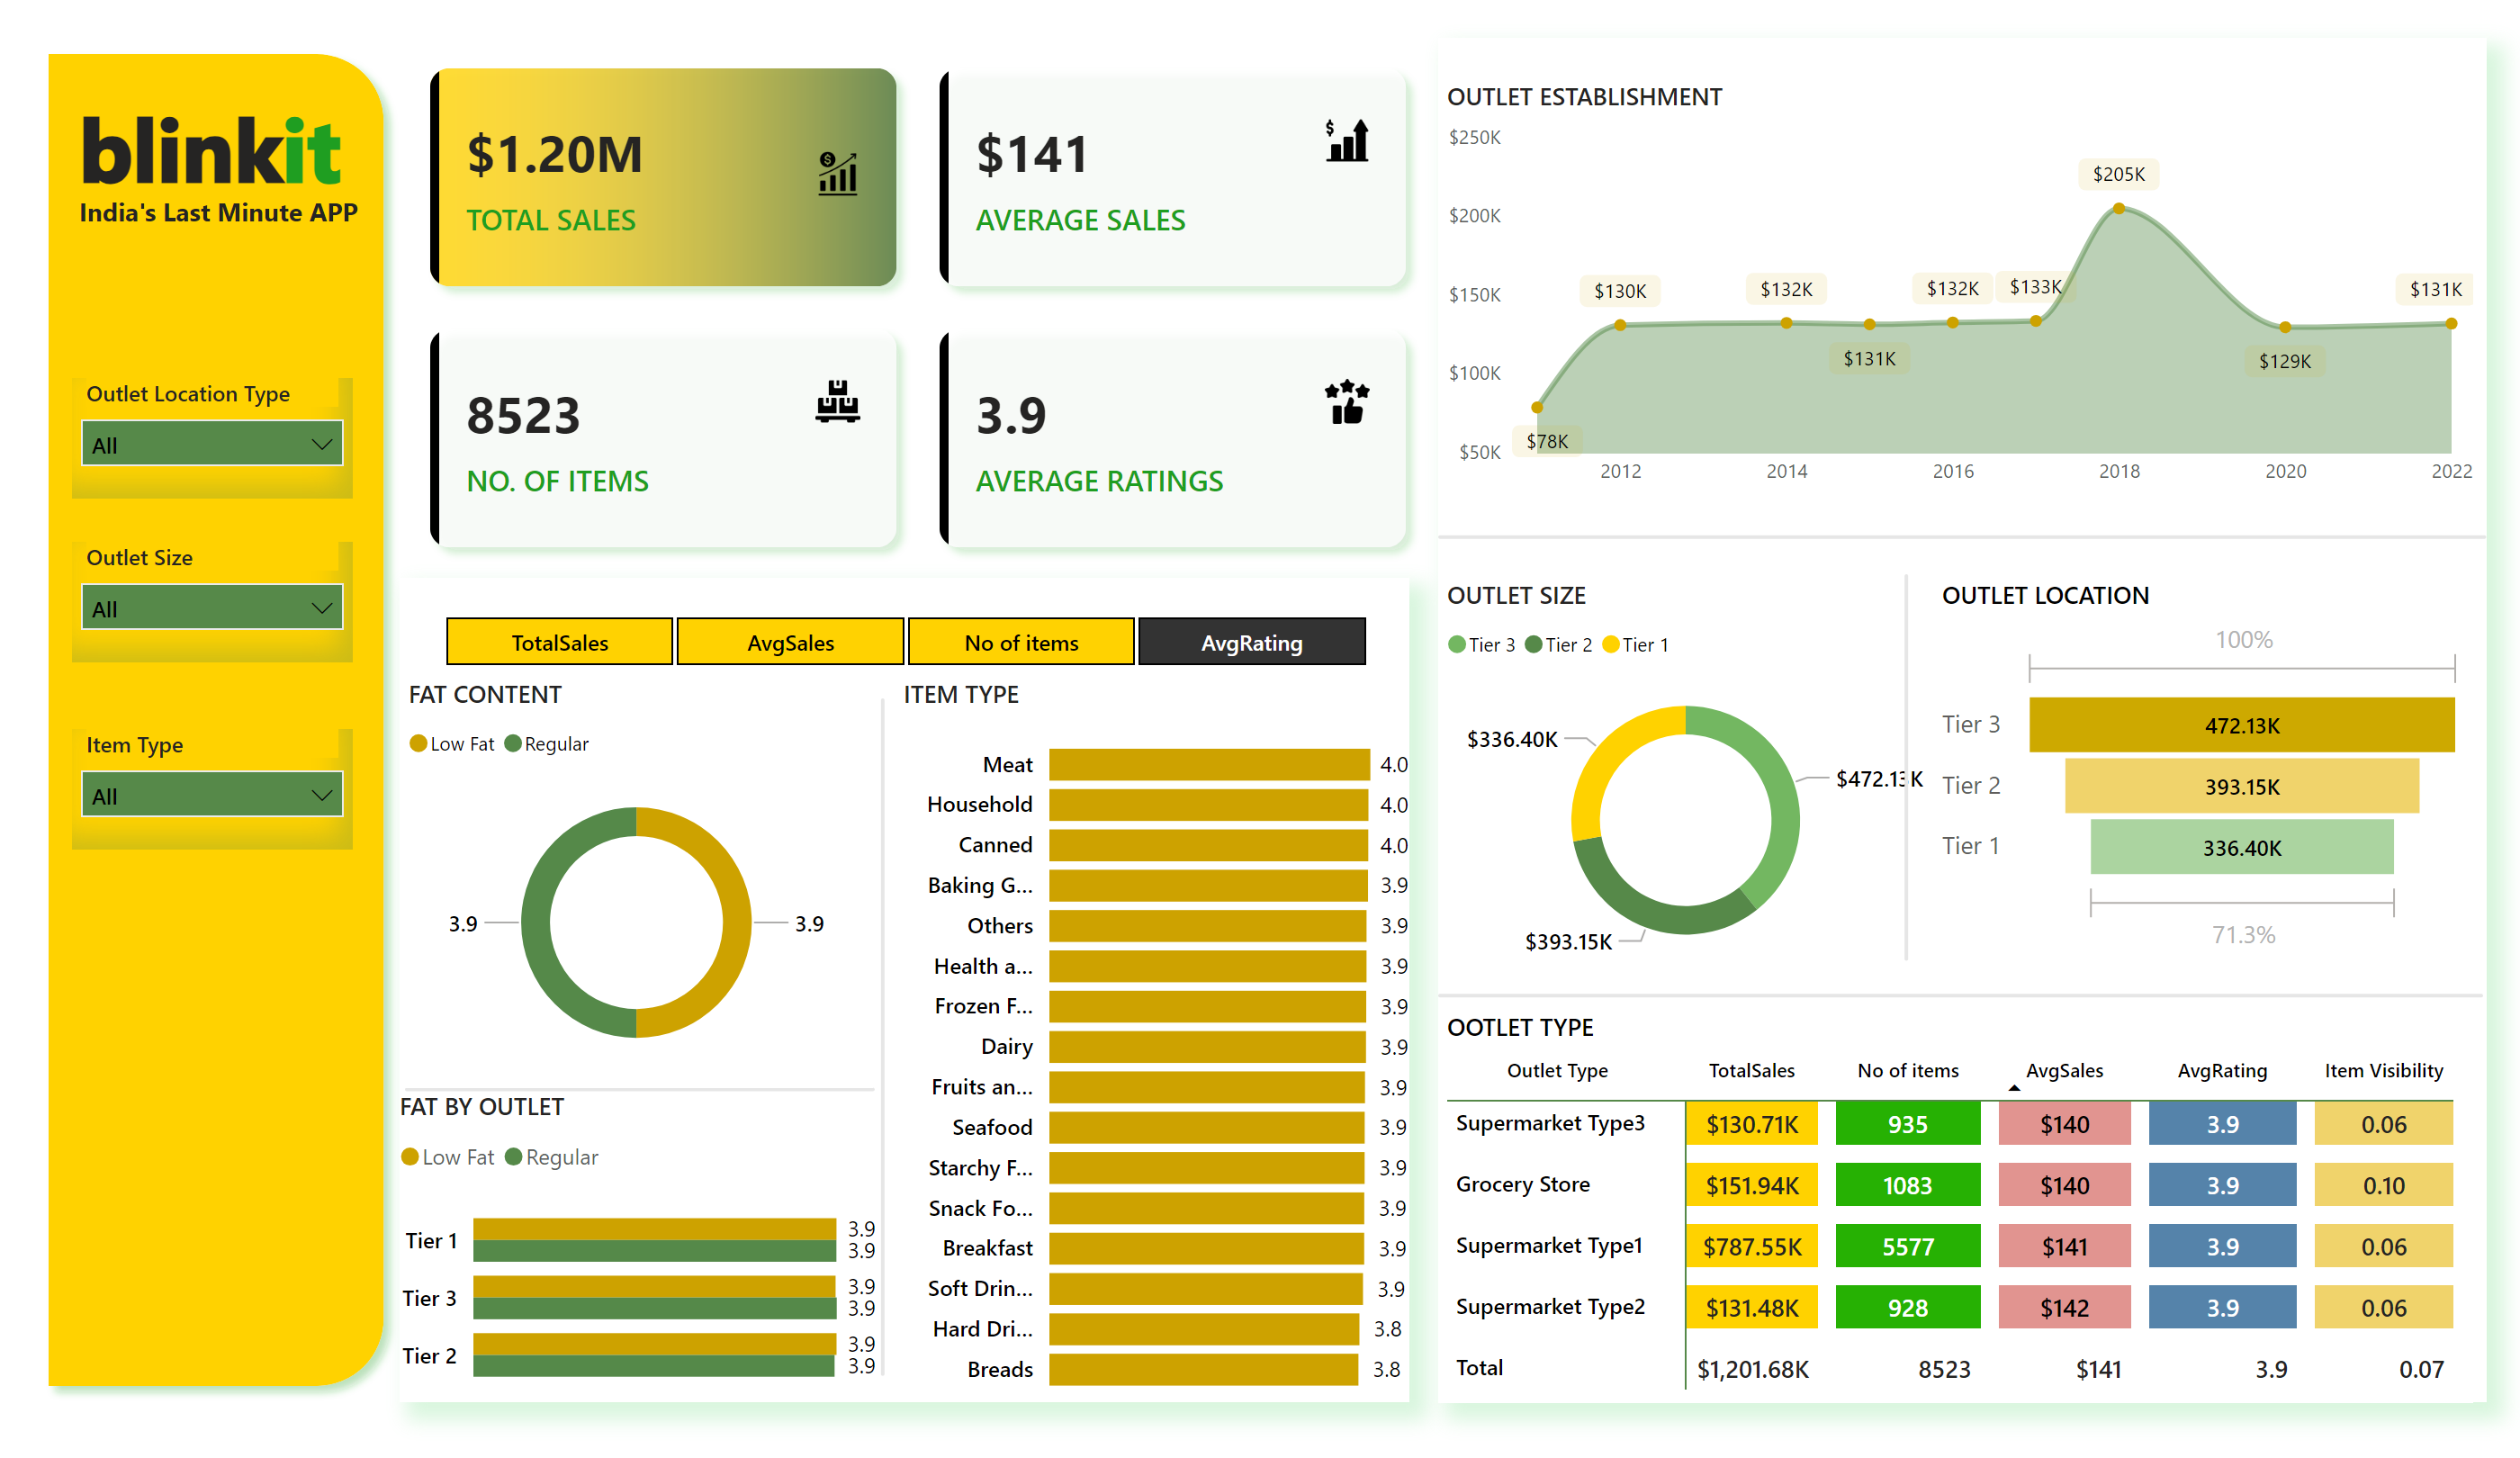 blinkit
India's Last Minute APP
Outlet Location Type
All
Outlet Size
All
Item Type
All
$1.20M
TOTAL SALES
$141
AVERAGE SALES
8523
NO. OF ITEMS
3.9
AVERAGE RATINGS
TotalSales AvgSales No of items AvgRating
FAT CONTENT
Low Fat Regular
3.9 3.9
FAT BY OUTLET
Low Fat Regular
Tier 1 3.9
3.9
Tier 3 3.9
3.9
Tier 2 3.9
3.9
ITEM TYPE
Meat 4.0
Household 4.0
Canned 4.0
Baking G... 3.9
Others 3.9
Health a... 3.9
Frozen F... 3.9
Dairy 3.9
Fruits an... 3.9
Seafood 3.9
Starchy F... 3.9
Snack Fo... 3.9
Breakfast 3.9
Soft Drin... 3.9
Hard Dri... 3.8
Breads 3.8
OUTLET ESTABLISHMENT
$250K
$200K
$150K
$100K
$50K
$78K $130K $132K $131K $132K $133K $205K $129K $131K
2012 2014 2016 2018 2020 2022
OUTLET SIZE
Tier 3 Tier 2 Tier 1
$336.40K
$472.13K
$393.15K
OUTLET LOCATION
100%
Tier 3 472.13K
Tier 2 393.15K
Tier 1 336.40K
71.3%
OOTLET TYPE
Outlet Type TotalSales No of items AvgSales AvgRating Item Visibility
Supermarket Type3 $130.71K 935 $140 3.9 0.06
Grocery Store $151.94K 1083 $140 3.9 0.10
Supermarket Type1 $787.55K 5577 $141 3.9 0.06
Supermarket Type2 $131.48K 928 $142 3.9 0.06
Total $1,201.68K 8523 $141 3.9 0.07